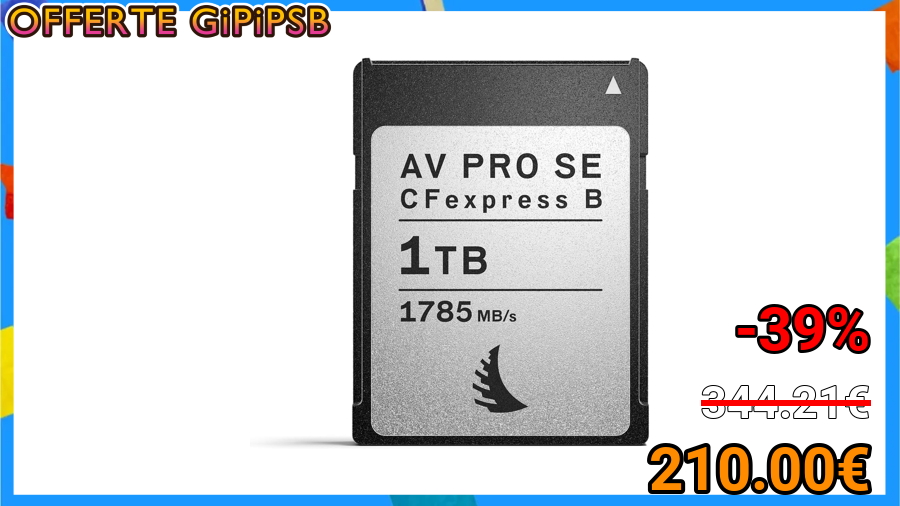 OFFERTE GiPiPSB
AV PRO SE
CFexpress B
1TB
1785 MB/s
-39%
344.21€
210.00€